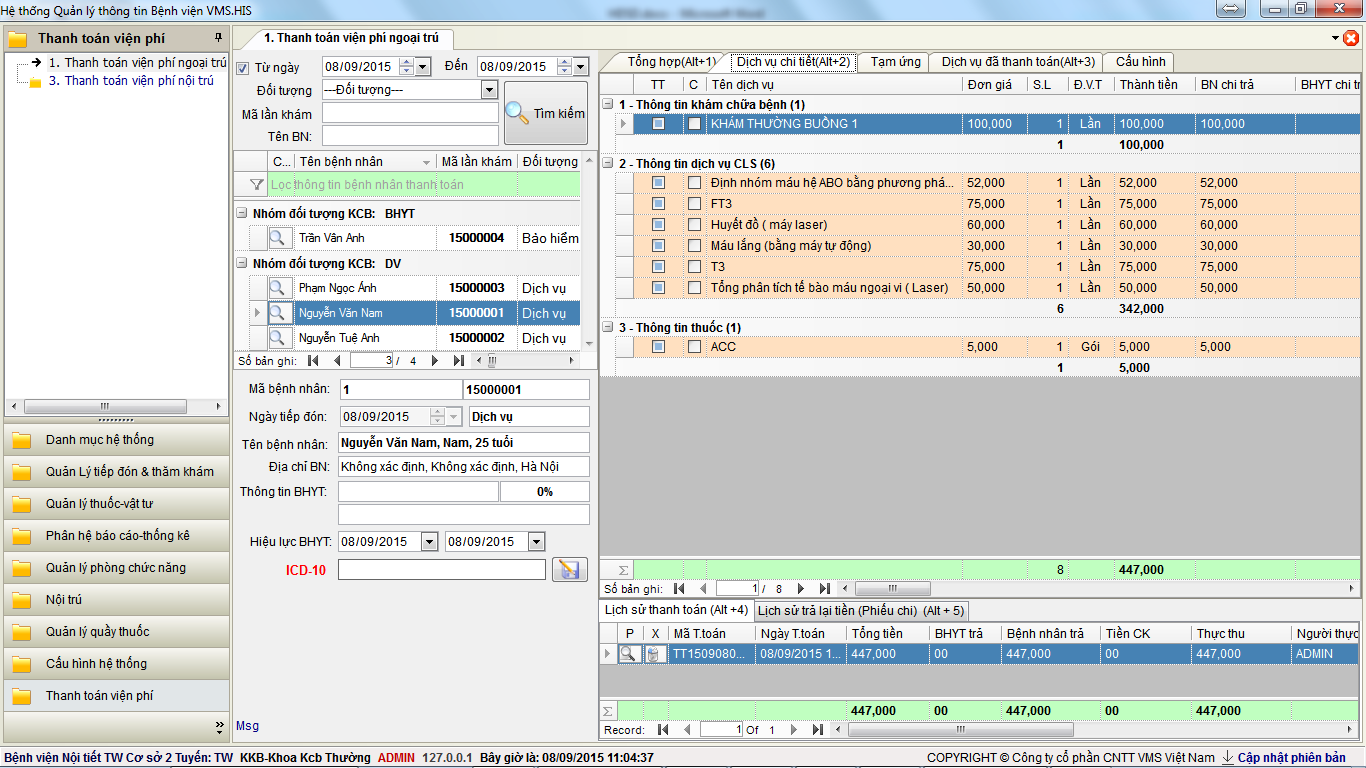 Hệ thống Quản lý thông tin Bệnh viện VMS.HIS
Thanh toán viện phí
1. Thanh toán viện phí ngoại trú
3. Thanh toán viện phí nội trú
Danh mục hệ thống
Quản Lý tiếp đón & thăm khám
Quản lý thuốc-vật tư
Phân hệ báo cáo-thống kê
Quản lý phòng chức năng
Nội trú
Quản lý quầy thuốc
Cấu hình hệ thống
Thanh toán viện phí
1. Thanh toán viện phí ngoại trú
Từ ngày 08/09/2015 Đến 08/09/2015
Đối tượng ---Đối tượng---
Mã lần khám
Tên BN:
Tìm kiếm
C... Tên bệnh nhân Mã lần khám Đối tượng
Lọc thông tin bệnh nhân thanh toán
Nhóm đối tượng KCB: BHYT
Trần Vân Anh 15000004 Bảo hiểm
Nhóm đối tượng KCB: DV
Phạm Ngọc Ánh 15000003 Dịch vụ
Nguyễn Văn Nam 15000001 Dịch vụ
Nguyễn Tuệ Anh 15000002 Dịch vụ
Số bản ghi: 3 / 4
Mã bệnh nhân: 1 15000001
Ngày tiếp đón: 08/09/2015 Dịch vụ
Tên bệnh nhân: Nguyễn Văn Nam, Nam, 25 tuổi
Địa chỉ BN: Không xác định, Không xác định, Hà Nội
Thông tin BHYT: 0%
Hiệu lực BHYT: 08/09/2015 08/09/2015
ICD-10
Msg
Tổng hợp(Alt+1) Dịch vụ chi tiết(Alt+2) Tạm ứng Dịch vụ đã thanh toán(Alt+3) Cấu hình
TT C Tên dịch vụ Đơn giá S.L Đ.V.T Thành tiền BN chi trả BHYT chi tr
1 - Thông tin khám chữa bệnh (1)
KHÁM THƯỜNG BUỒNG 1 100,000 1 Lần 100,000 100,000
1 100,000
2 - Thông tin dịch vụ CLS (6)
Định nhóm máu hệ ABO bằng phương phá... 52,000 1 Lần 52,000 52,000
FT3 75,000 1 Lần 75,000 75,000
Huyết đồ ( máy laser) 60,000 1 Lần 60,000 60,000
Máu lắng (bằng máy tự động) 30,000 1 Lần 30,000 30,000
T3 75,000 1 Lần 75,000 75,000
Tổng phân tích tế bào máu ngoại vi ( Laser) 50,000 1 Lần 50,000 50,000
6 342,000
3 - Thông tin thuốc (1)
ACC 5,000 1 Gói 5,000 5,000
1 5,000
Σ 8 447,000
Số bản ghi: 1 / 8
Lịch sử thanh toán (Alt +4) Lịch sử trả lại tiền (Phiếu chi) (Alt + 5)
P X Mã T.toán Ngày T.toán Tổng tiền BHYT trả Bệnh nhân trả Tiền CK Thực thu Người thực
TT1509080... 08/09/2015 1... 447,000 00 447,000 00 447,000 ADMIN
Σ 447,000 00 447,000 00 447,000
Record: 1 Of 1
Bệnh viện Nội tiết TW Cơ sở 2 Tuyến: TW KKB-Khoa Kcb Thường ADMIN 127.0.0.1 Bây giờ là: 08/09/2015 11:04:37 COPYRIGHT © Công ty cổ phần CNTT VMS Việt Nam Cập nhật phiên bản